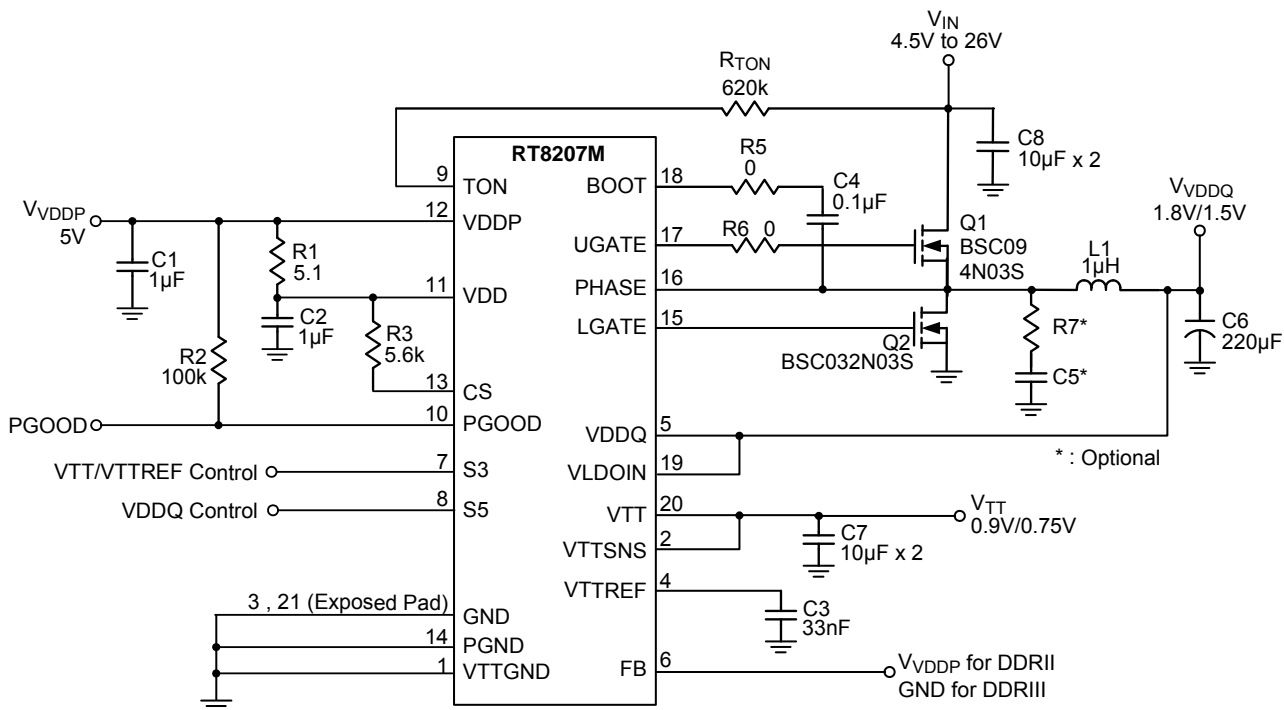 VIN
4.5V to 26V
RTON
620k
C8
10µF x 2
RT8207M
R5
0
9
TON
BOOT
18
C4
0.1µF
VVDDP
5V
12
VDDP
VVDDQ
1.8V/1.5V
R6 0
UGATE
17
Q1
BSC09
4N03S
C1
1µF
R1
5.1
L1
1µH
11
VDD
PHASE
16
C2
1µF
R3
5.6k
LGATE
15
Q2
BSC032N03S
R7*
C6
220µF
R2
100k
13
CS
C5*
PGOOD
10
PGOOD
VDDQ
5
* : Optional
VTT/VTTREF Control
7
S3
VLDOIN
19
VDDQ Control
8
S5
VTT
20
VTT
0.9V/0.75V
C7
10µF x 2
VTTSNS
2
VTTREF
4
3 , 21 (Exposed Pad)
GND
C3
33nF
14
PGND
1
VTTGND
FB
6
VVDDP for DDRII
GND for DDRIII